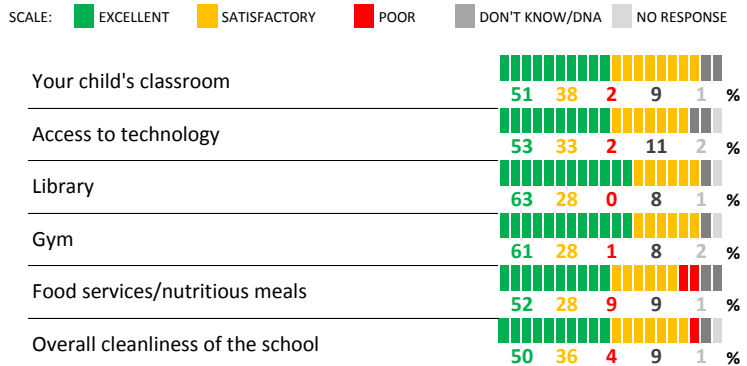 SCALE: EXCELLENT SATISFACTORY POOR DON'T KNOW/DNA NO RESPONSE
Your child's classroom
51 38 2 9 1 %
Access to technology
53 33 2 11 2 %
Library
63 28 0 8 1 %
Gym
61 28 1 8 2 %
Food services/nutritious meals
52 28 9 9 1 %
Overall cleanliness of the school
50 36 4 9 1 %